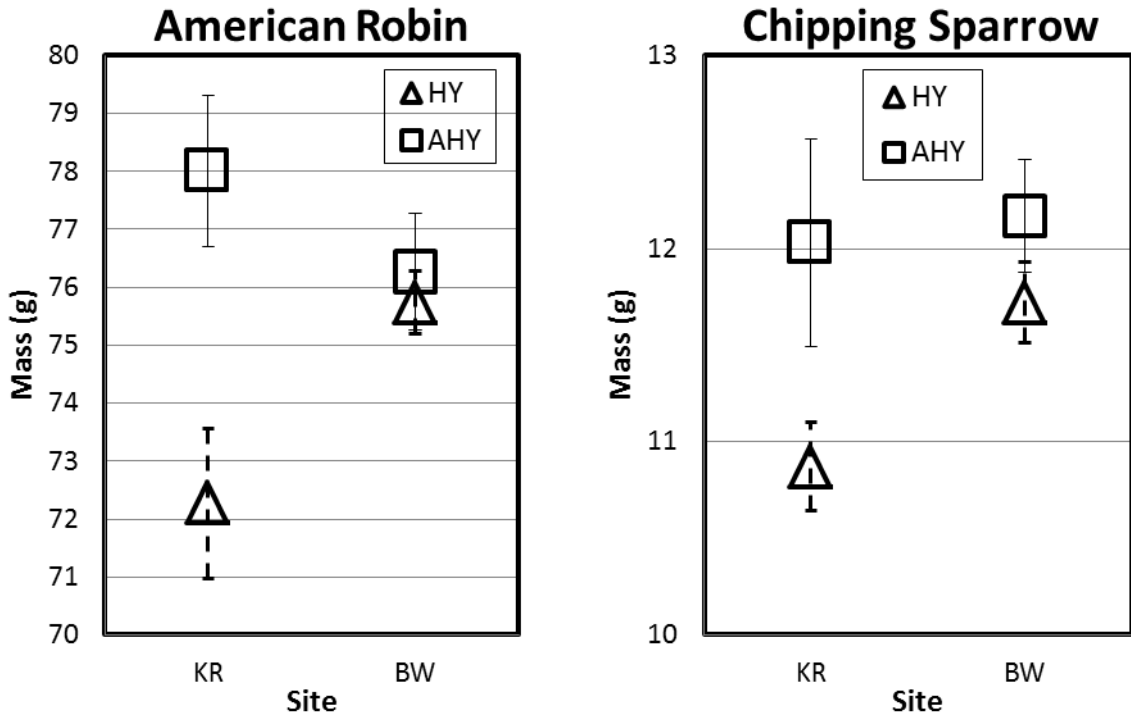 American Robin
Mass (g)
80
79
78
77
76
75
74
73
72
71
70
HY
AHY
KR
BW
Site
Chipping Sparrow
Mass (g)
13
12
11
10
HY
AHY
KR
BW
Site